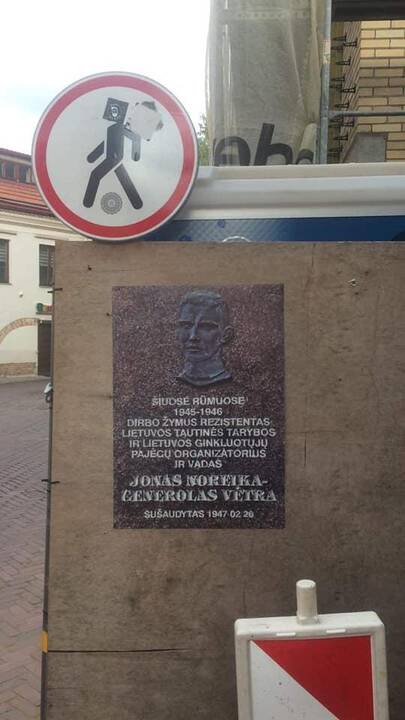 ŠIUOSE RŪMUOSE
1945-1946
DIRBO ŽYMUS REZISTENTAS
LIETUVOS TAUTINĖS TARYBOS
IR LIETUVOS GINKLUOTŲJŲ
PAJĖGŲ ORGANIZATORIUS
IR VADAS
JONAS NOREIKA-
GENEROLAS VĖTRA
SUŠAUDYTAS 1947 02 26